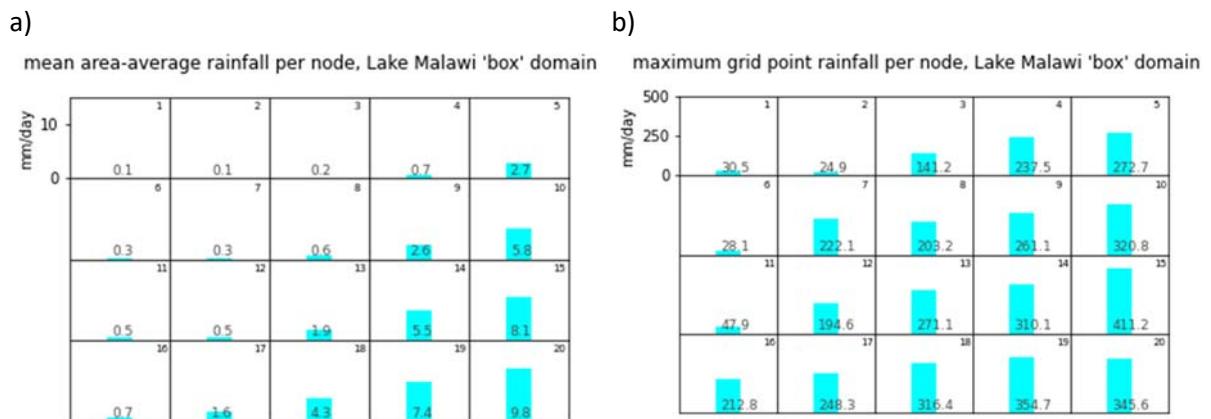 a)
mean area-average rainfall per node, Lake Malawi 'box' domain
mm/day
10
0
1 2 3 4 5
0.1 0.1 0.2 0.7 2.7
6 7 8 9 10
0.3 0.3 0.6 2.6 5.8
11 12 13 14 15
0.5 0.5 1.9 5.5 8.1
16 17 18 19 20
0.7 1.6 4.3 7.4 9.8
b)
maximum grid point rainfall per node, Lake Malawi 'box' domain
mm/day
500
250
0
1 2 3 4 5
30.5 24.9 141.2 237.5 272.7
6 7 8 9 10
28.1 222.1 203.2 261.1 320.8
11 12 13 14 15
47.9 194.6 271.1 310.1 411.2
16 17 18 19 20
212.8 248.3 316.4 354.7 345.6